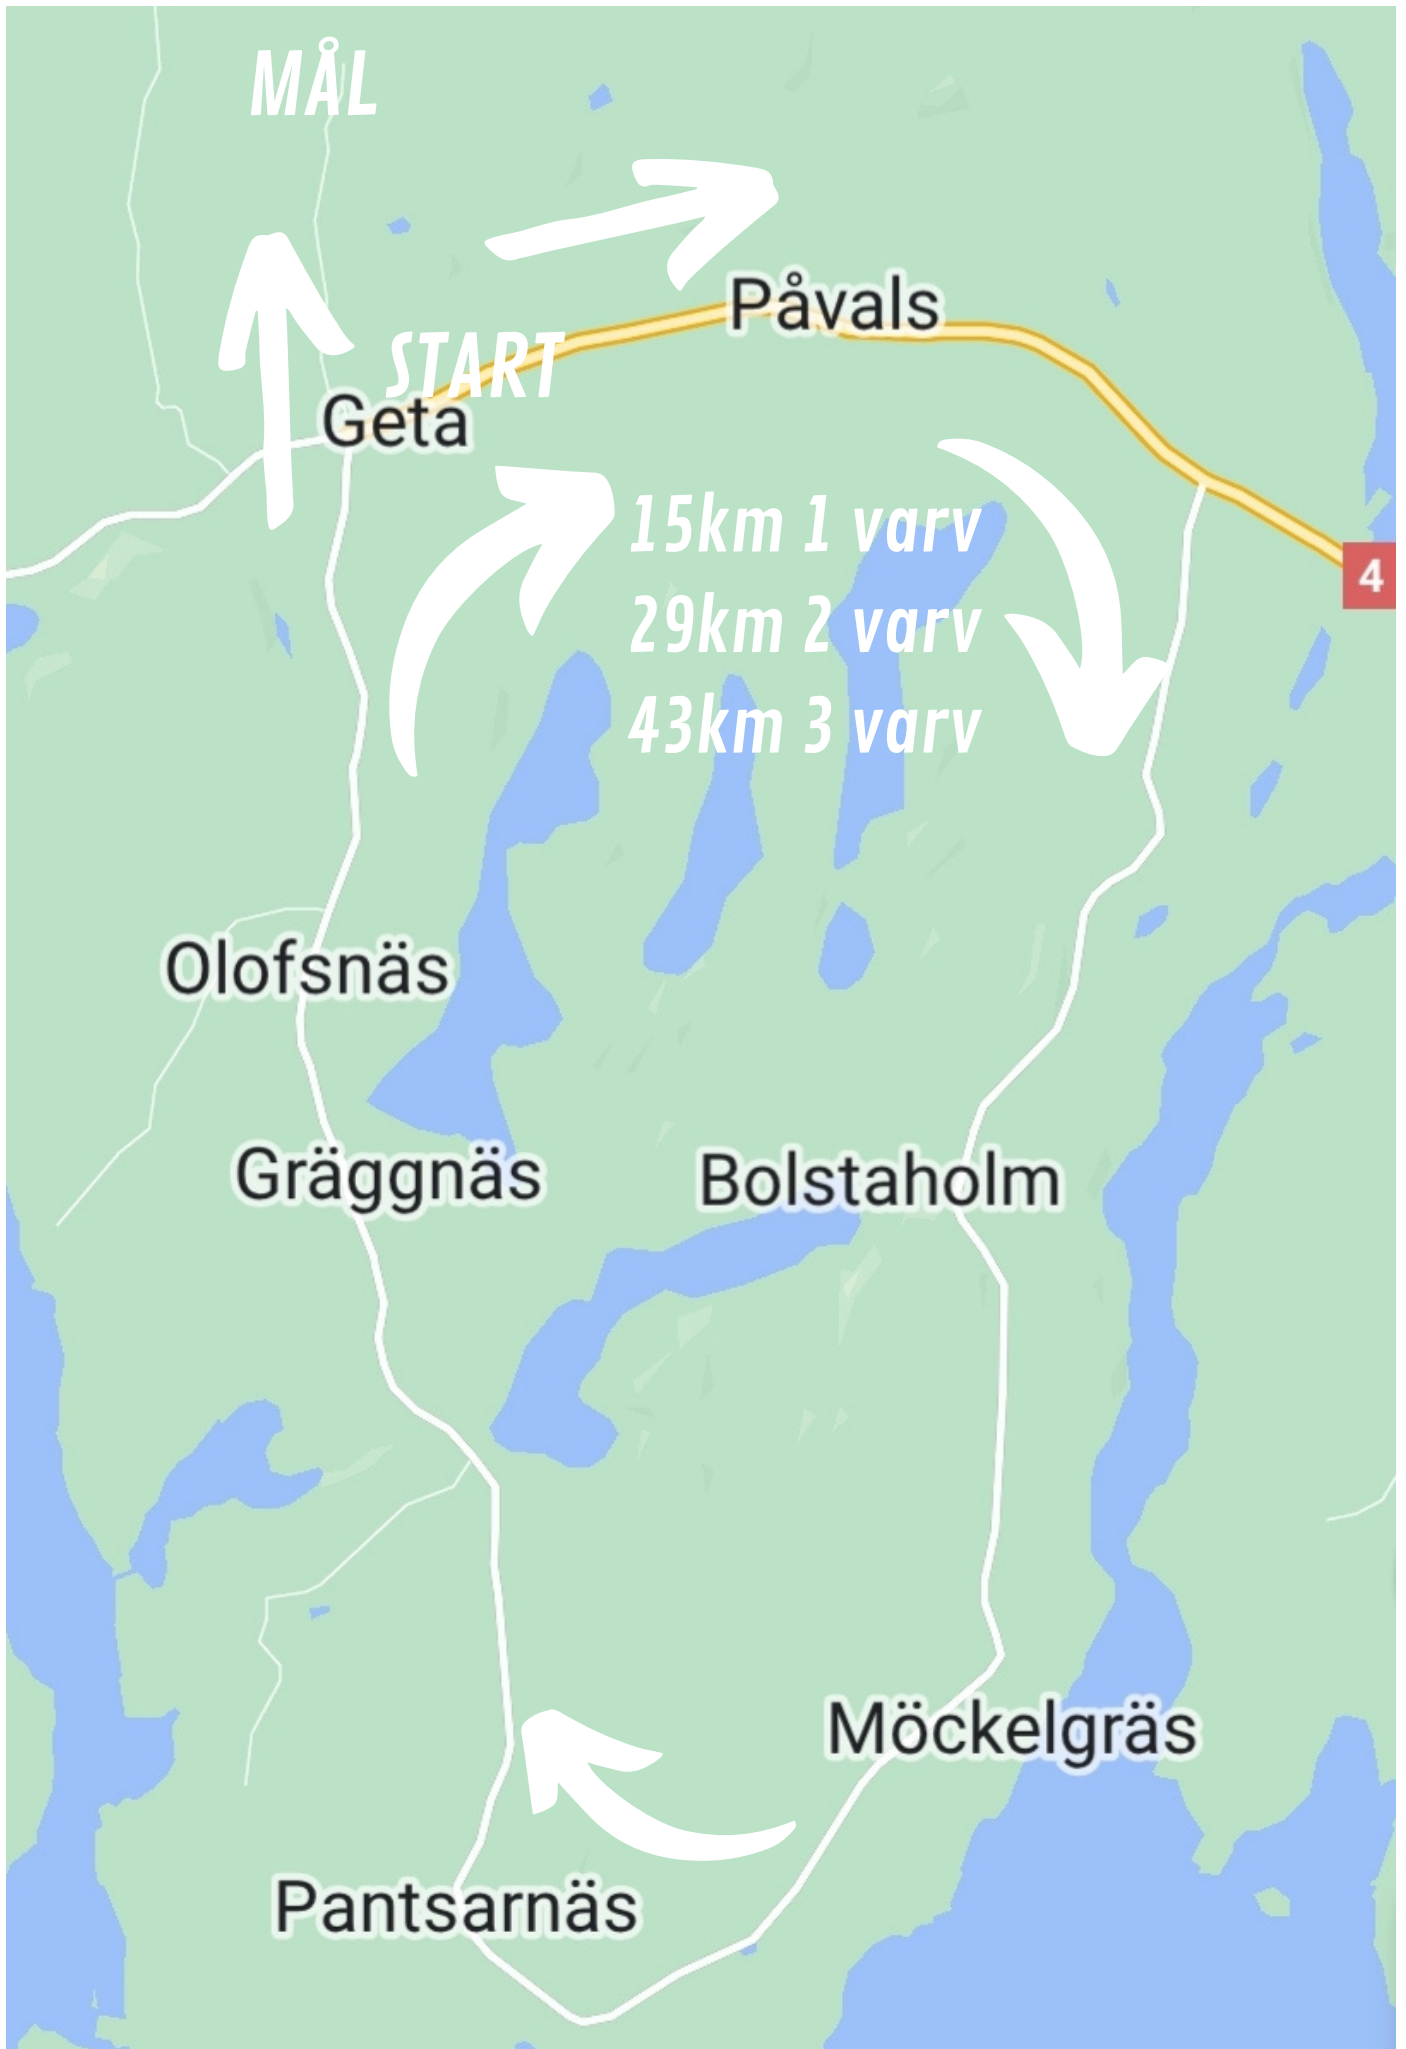 MÅL
Påvals
START
Geta
15km 1 varv
4
29km 2 varv
43km 3 varv
Olofsnäs
Gräggnäs
Bolstaholm
Möckelgräs
Pantsarnäs